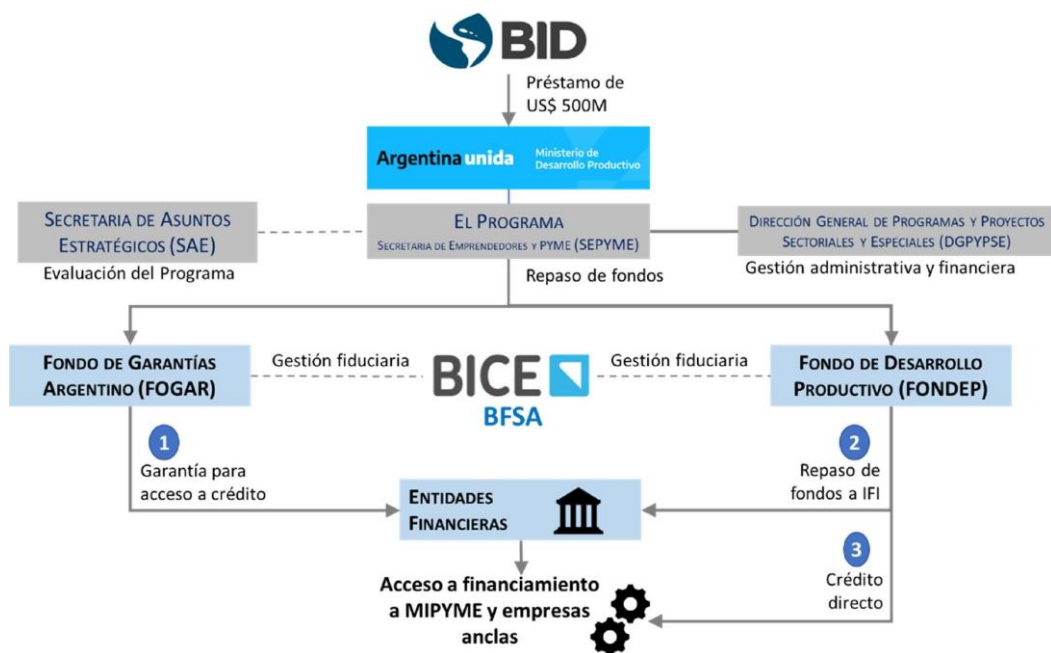 BID
Préstamo de
US$ 500M
Argentina unida
Ministerio de
Desarrollo Productivo
SECRETARIA DE ASUNTOS
ESTRATÉGICOS (SAE)
Evaluación del Programa
EL PROGRAMA
SECRETARIA DE EMPRENDEDORES Y PYME (SEPYME)
Repaso de fondos
DIRECCIÓN GENERAL DE PROGRAMAS Y PROYECTOS
SECTORIALES Y ESPECIALES (DGPYPSE)
Gestión administrativa y financiera
FONDO DE GARANTÍAS
ARGENTINO (FOGAR)
Gestión fiduciaria
BICE
BFSA
Gestión fiduciaria
FONDO DE DESARROLLO
PRODUCTIVO (FONDEP)
1
Garantía para
acceso a crédito
2
Repaso de
fondos a IFI
ENTIDADES
FINANCIERAS
3
Crédito
directo
Acceso a financiamiento
a MIPYME y empresas
anclas